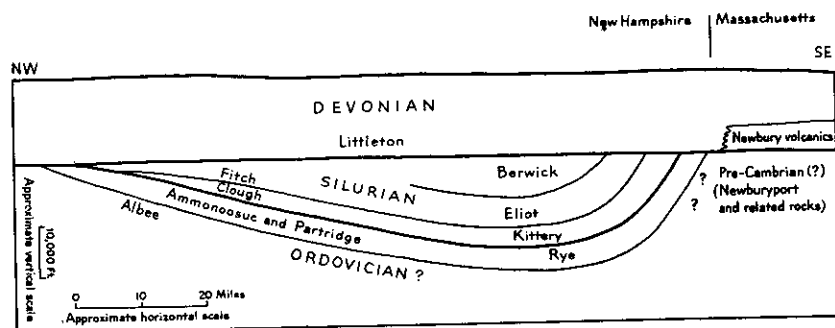 New Hampshire
Massachusetts
NW
SE
DEVONIAN
Littleton
Newbury volcanics
Fitch
Clough
SILURIAN
Berwick
Pre-Cambrian (?)
(Newburyport
and related rocks)
?
?
Albee
Ammonoosuc and Partridge
Eliot
Kittery
Rye
ORDOVICIAN ?
Approximate vertical scale
10,000 Ft.
0 10 20 Miles
Approximate horizontal scale